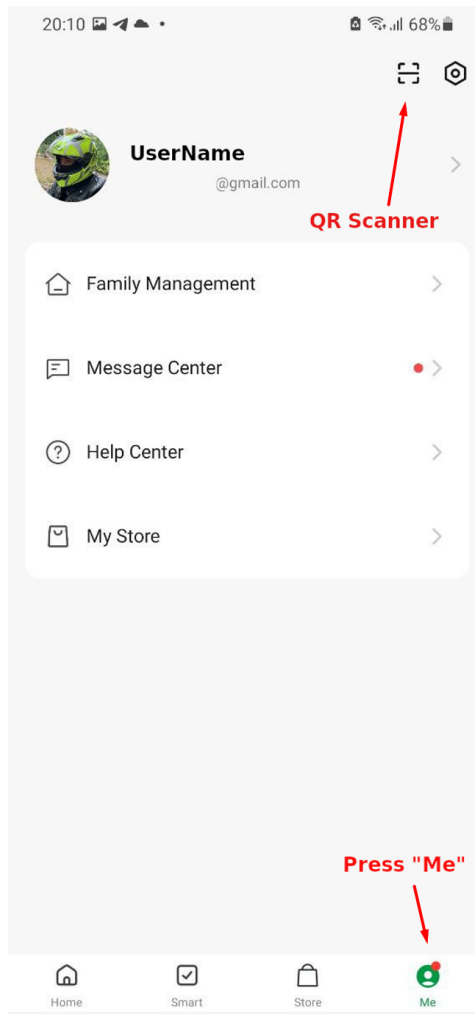 20:10 68%
UserName
@gmail.com
QR Scanner
Family Management
Message Center
Help Center
My Store
Press "Me"
Home Smart Store Me